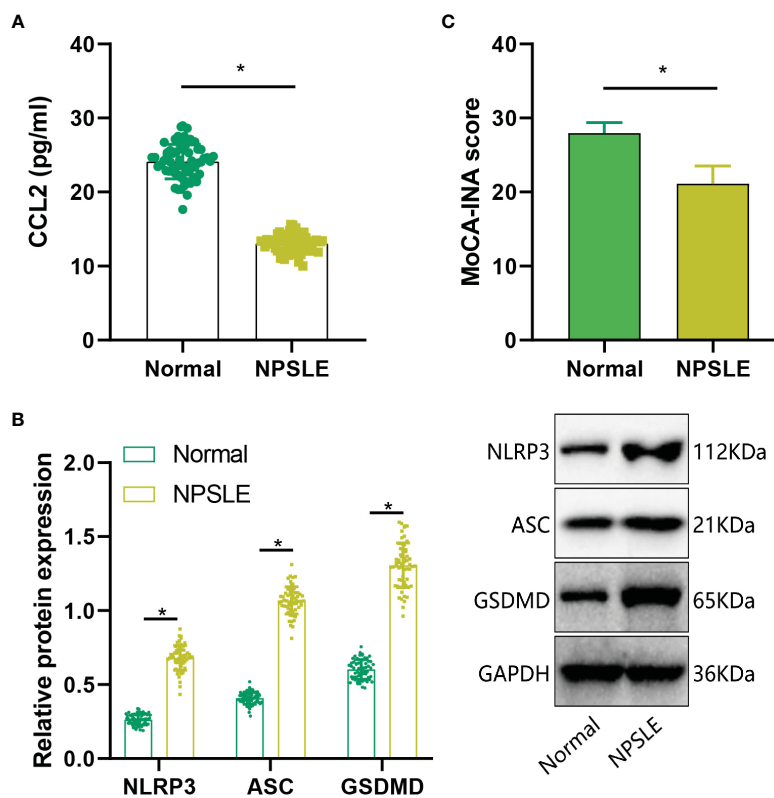 A
CCL2 (pg/ml)
40
30
20
10
0
*
Normal
NPSLE
C
MoCA-INA score
40
30
20
10
0
*
Normal
NPSLE
B
Relative protein expression
Normal
NPSLE
2.0
1.5
1.0
0.5
0.0
*
*
*
NLRP3
ASC
GSDMD
NLRP3 112KDa
ASC 21KDa
GSDMD 65KDa
GAPDH 36KDa
Normal
NPSLE